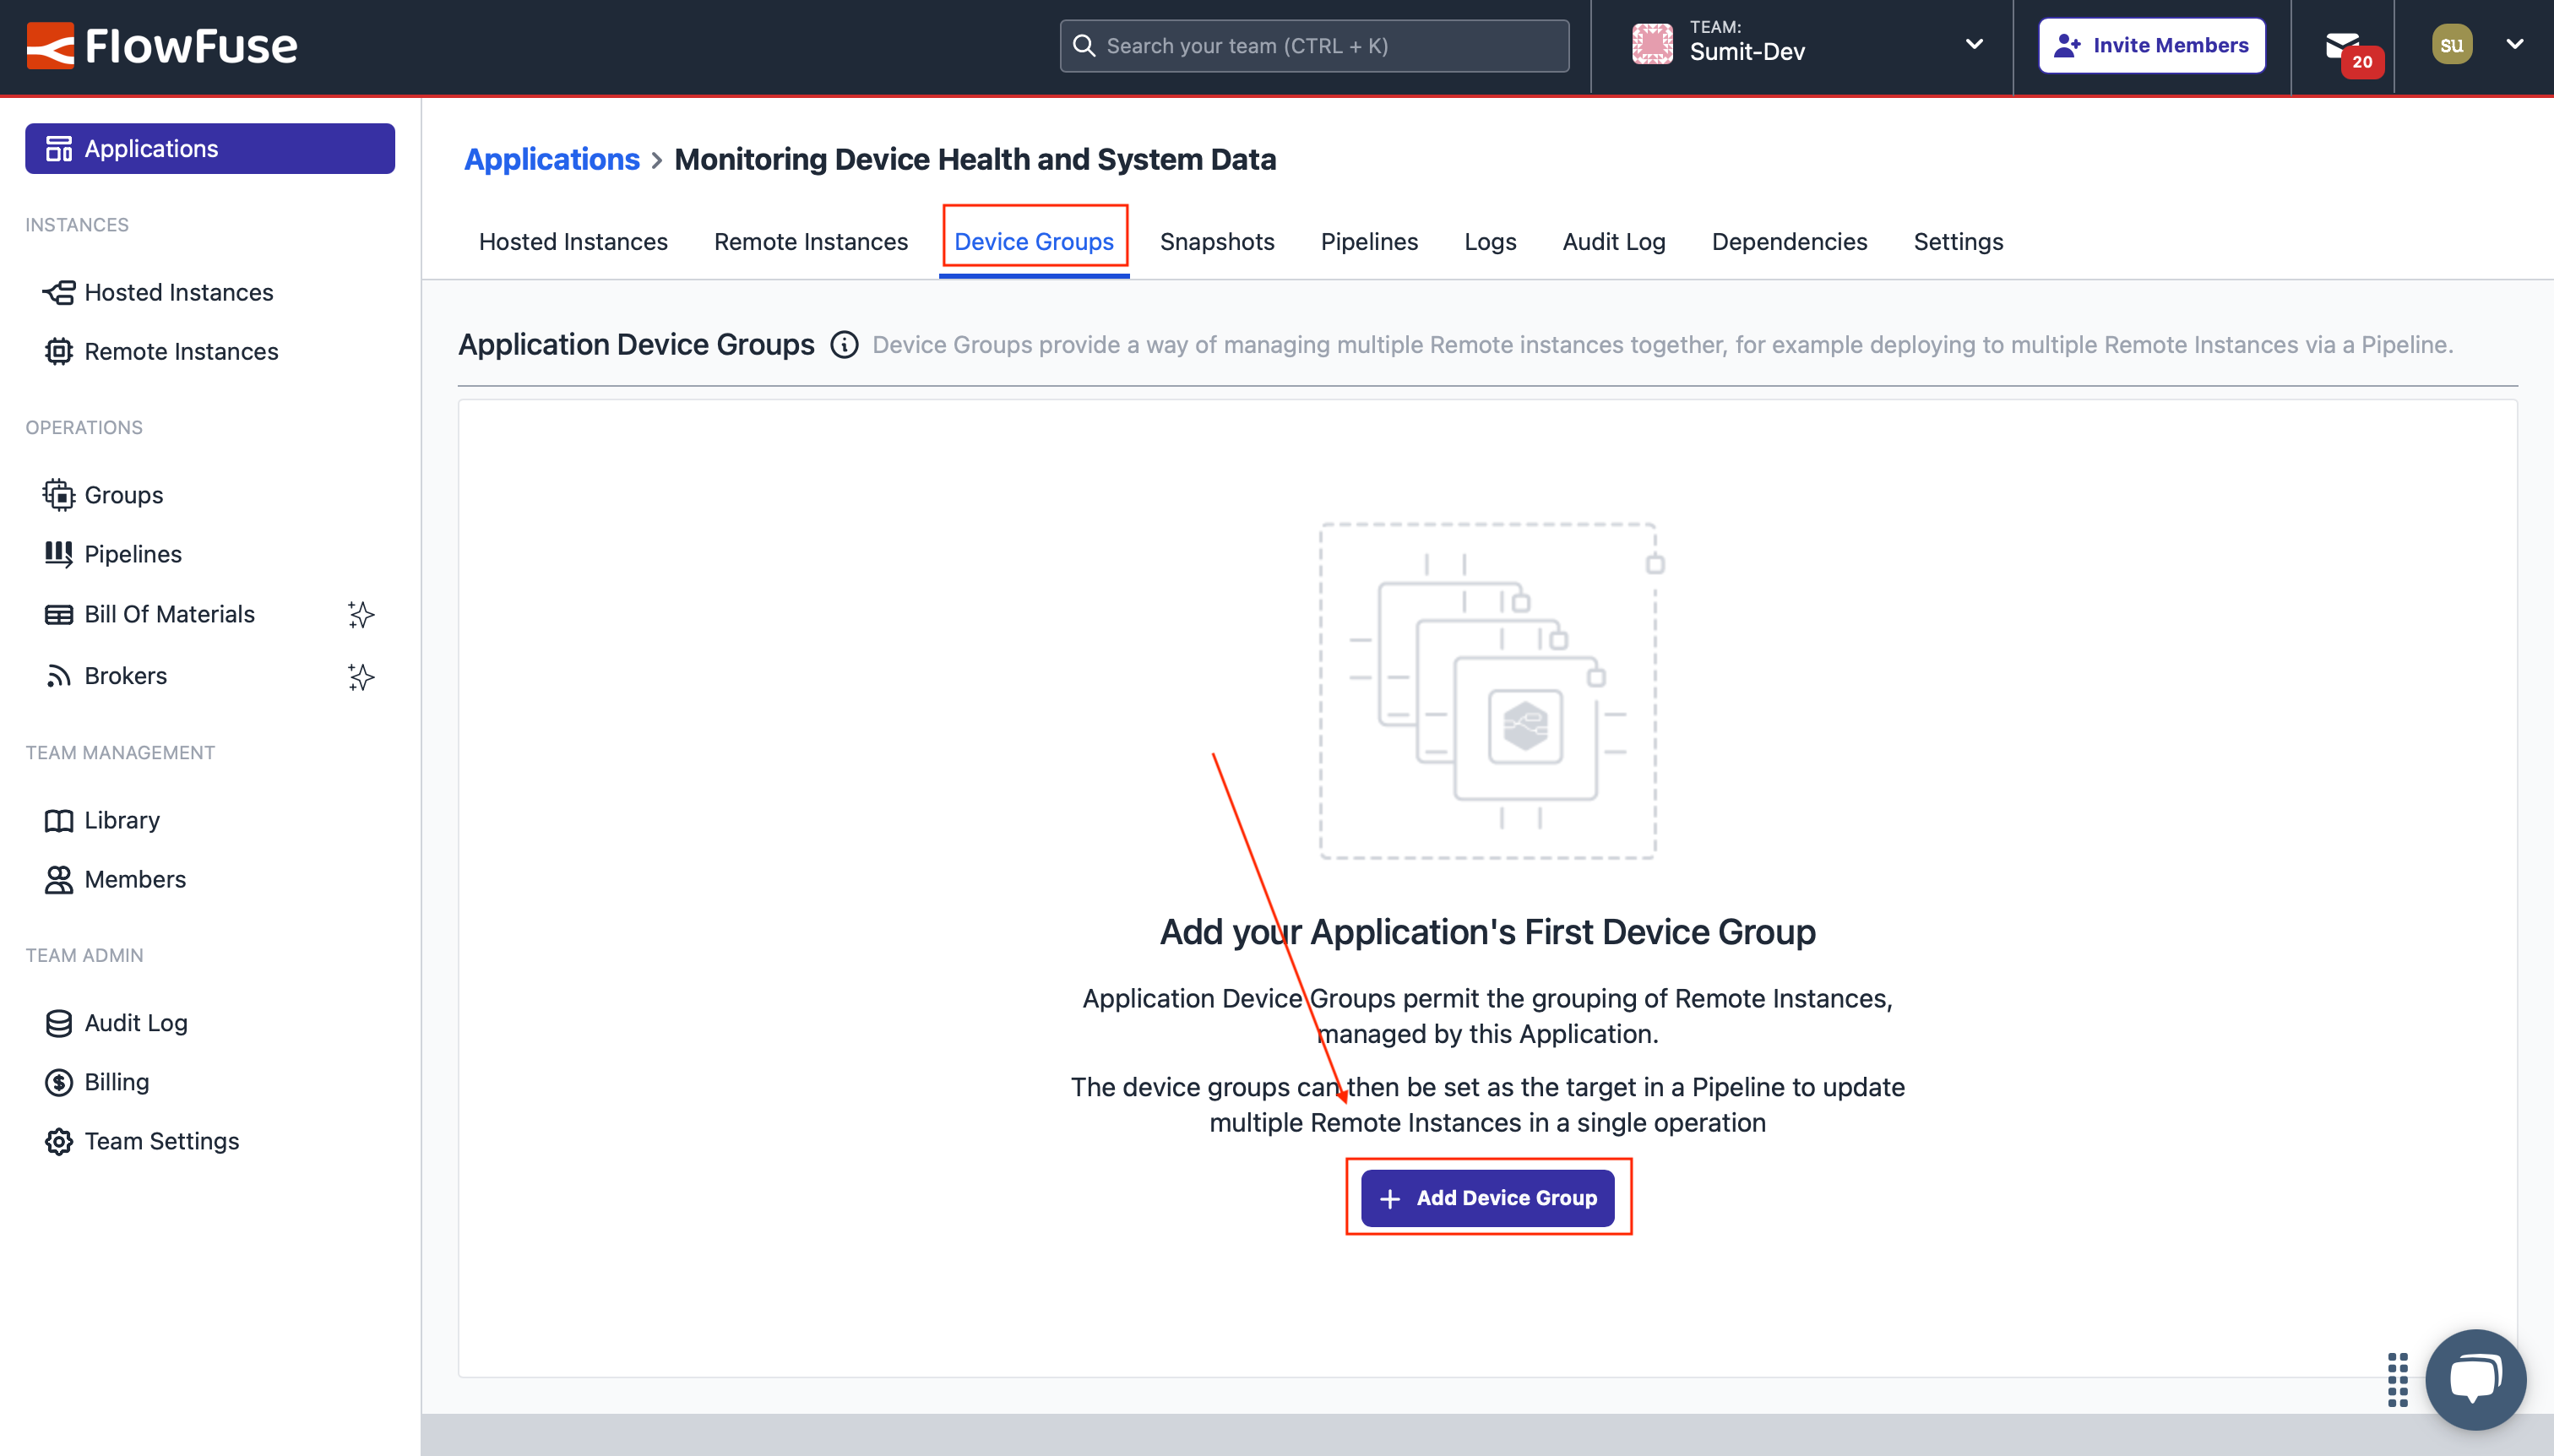 FlowFuse
Search your team (CTRL + K)
TEAM:
Sumit-Dev
Invite Members
20
su
Applications
INSTANCES
Hosted Instances
Remote Instances
OPERATIONS
Groups
Pipelines
Bill Of Materials
Brokers
TEAM MANAGEMENT
Library
Members
TEAM ADMIN
Audit Log
Billing
Team Settings
Applications > Monitoring Device Health and System Data
Hosted Instances Remote Instances Device Groups Snapshots Pipelines Logs Audit Log Dependencies Settings
Application Device Groups Device Groups provide a way of managing multiple Remote instances together, for example deploying to multiple Remote Instances via a Pipeline.
Add your Application's First Device Group
Application Device Groups permit the grouping of Remote Instances,
managed by this Application.
The device groups can then be set as the target in a Pipeline to update
multiple Remote Instances in a single operation
+ Add Device Group